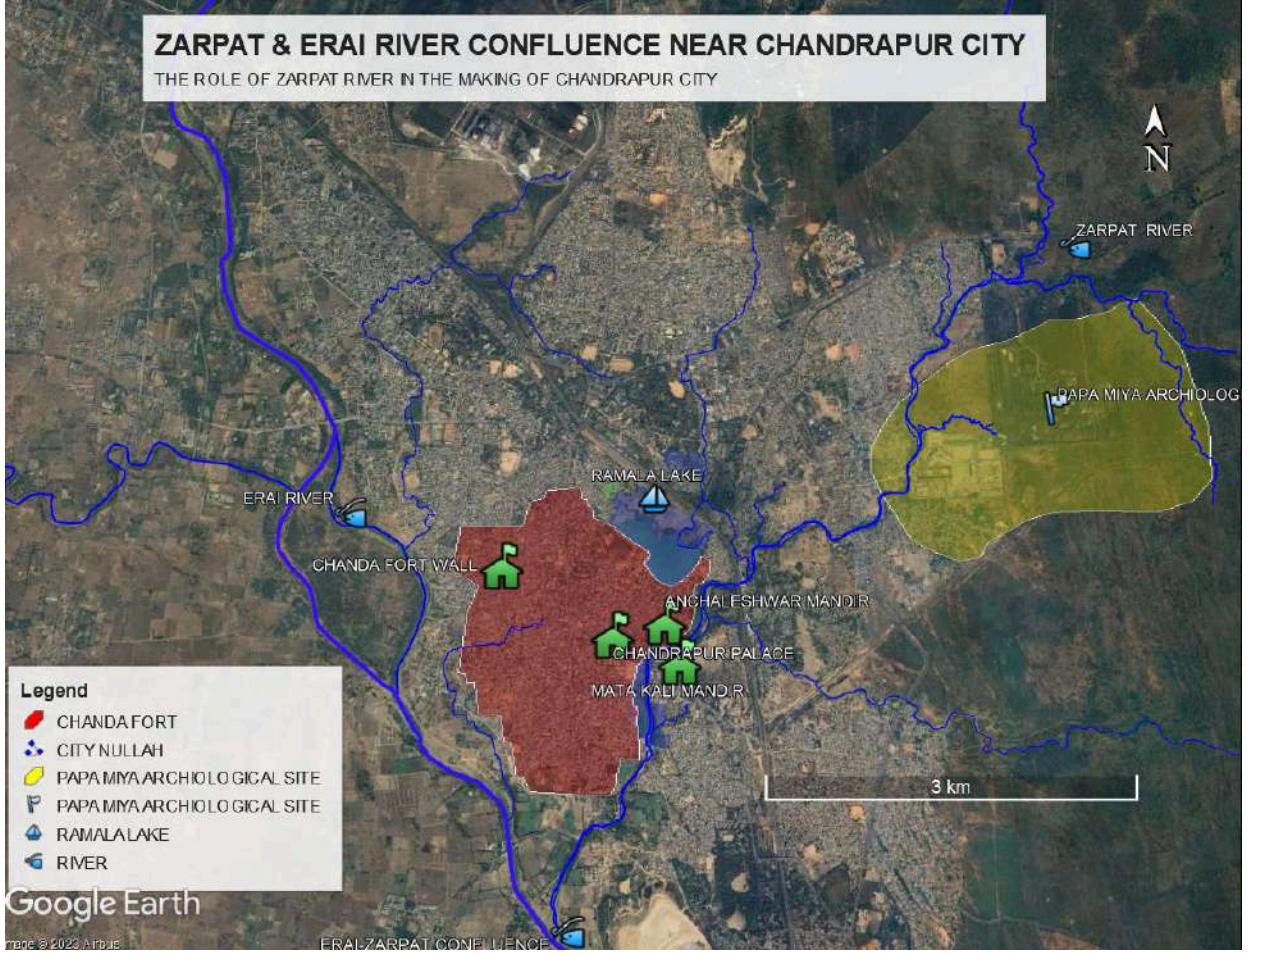 ZARPAT & ERAI RIVER CONFLUENCE NEAR CHANDRAPUR CITY
THE ROLE OF ZARPAT RIVER IN THE MAKING OF CHANDRAPUR CITY
N
ZARPAT RIVER
PAPA MIYA ARCHIOLOG
RAMALA LAKE
ERAI RIVER
CHANDA FORT WALL
ANCHALESHWAR MANDIR
CHANDRAPUR PALACE
MATA KALI MANDIR
Legend
CHANDA FORT
CITY NULLAH
PAPA MIYA ARCHIOLOGICAL SITE
PAPA MIYA ARCHIOLOGICAL SITE
RAMALA LAKE
RIVER
3 km
Google Earth
mage © 2023 Airbus
ERAI-ZARPAT CONFLUENCE